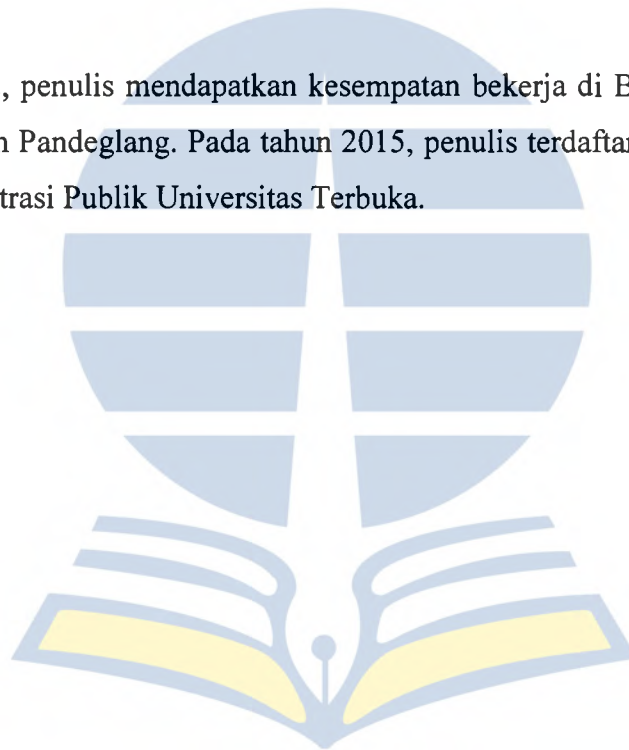 , penulis mendapatkan kesempatan bekerja di B
n Pandeglang. Pada tahun 2015, penulis terdaftar
trasi Publik Universitas Terbuka.